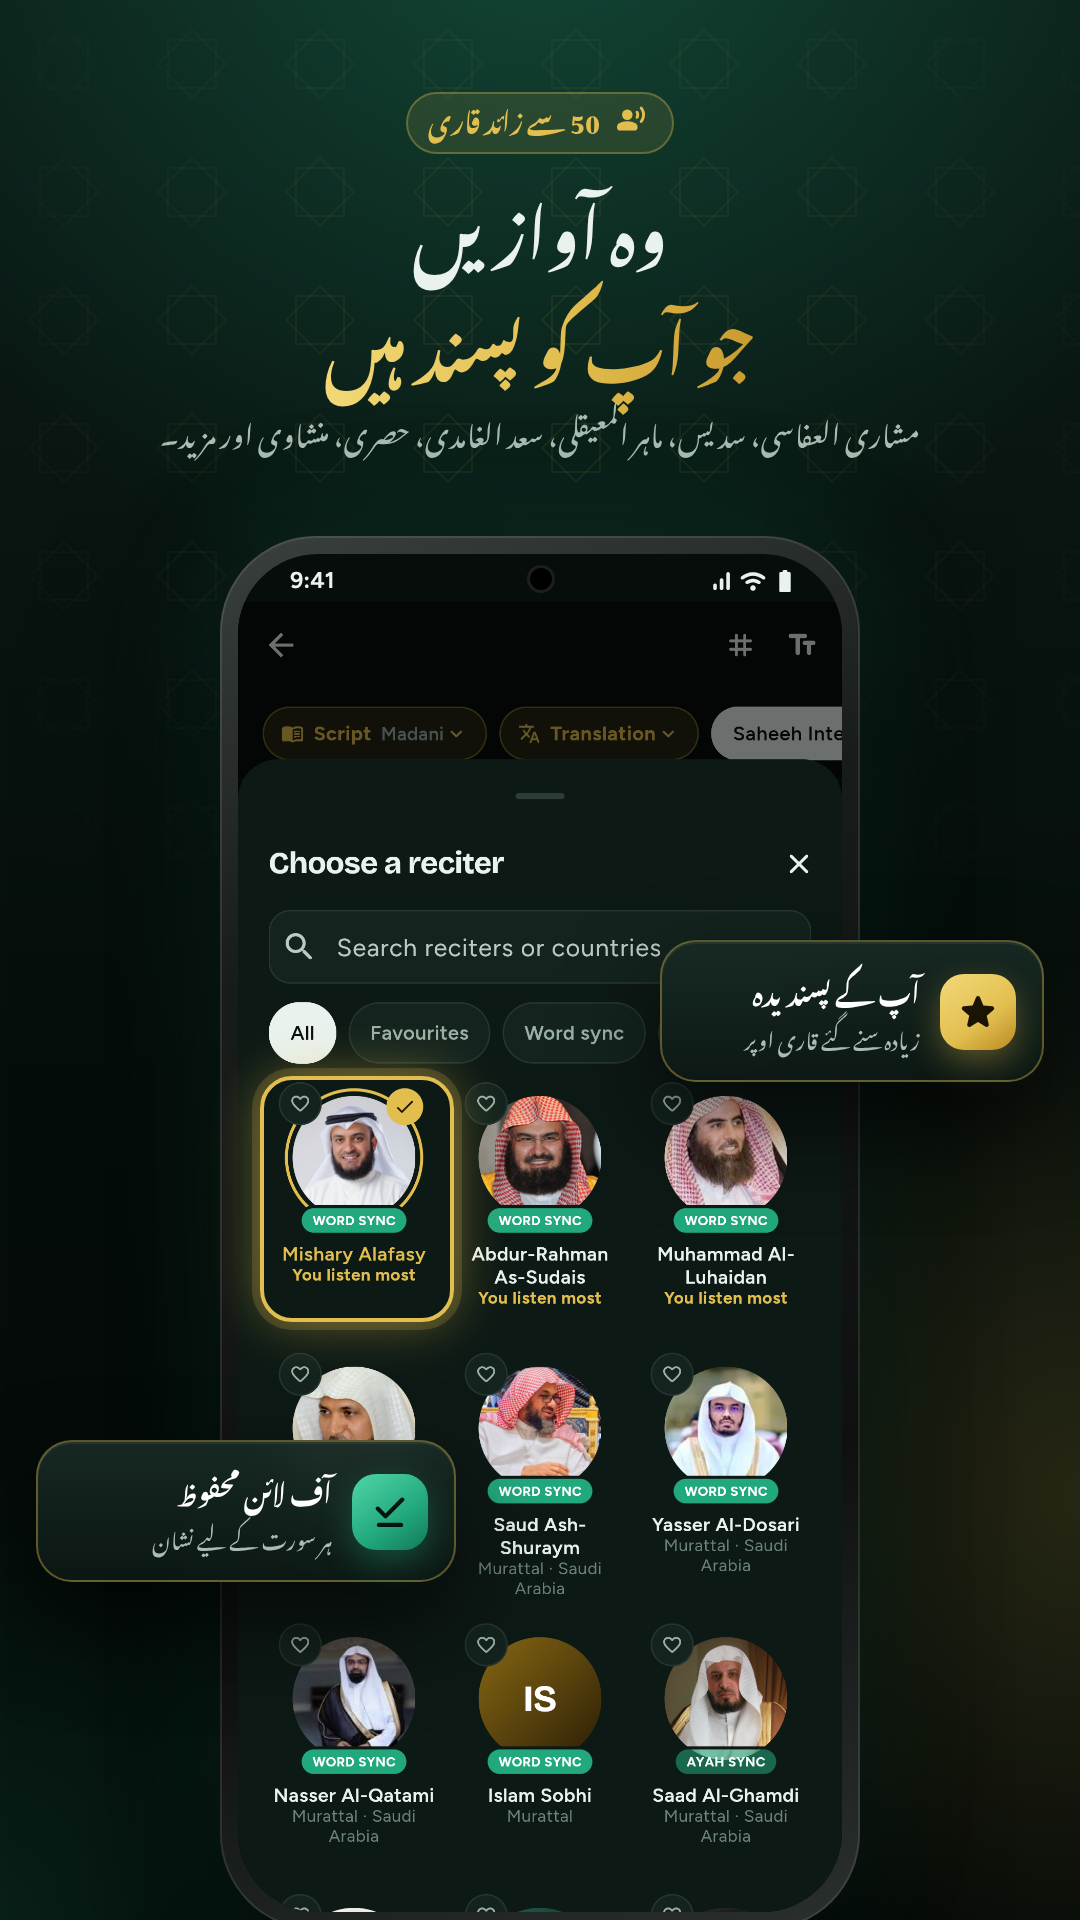 50 سے زائد قاری
وہ آوازیں
جو آپ کو پسند ہیں
مشاری العفاسی، سدیس، ماہر المعیقلی، سعد الغامدی، حصری، منشاوی اور مزید۔
9:41
Script Madani
Translation
Saheeh Inte
Choose a reciter
Search reciters or countries
آپ کے پسندیدہ
زیادہ سنے گئے قاری اوپر
All
Favourites
Word sync
WORD SYNC
WORD SYNC
WORD SYNC
Mishary Alafasy
You listen most
Abdur-Rahman
As-Sudais
You listen most
Muhammad Al-
Luhaidan
You listen most
آف لائن محفوظ
ہر سورت کے لیے نشان
WORD SYNC
WORD SYNC
Saud Ash-
Shuraym
Murattal · Saudi
Arabia
Yasser Al-Dosari
Murattal · Saudi
Arabia
IS
WORD SYNC
WORD SYNC
AYAH SYNC
Nasser Al-Qatami
Murattal · Saudi
Arabia
Islam Sobhi
Murattal
Saad Al-Ghamdi
Murattal · Saudi
Arabia